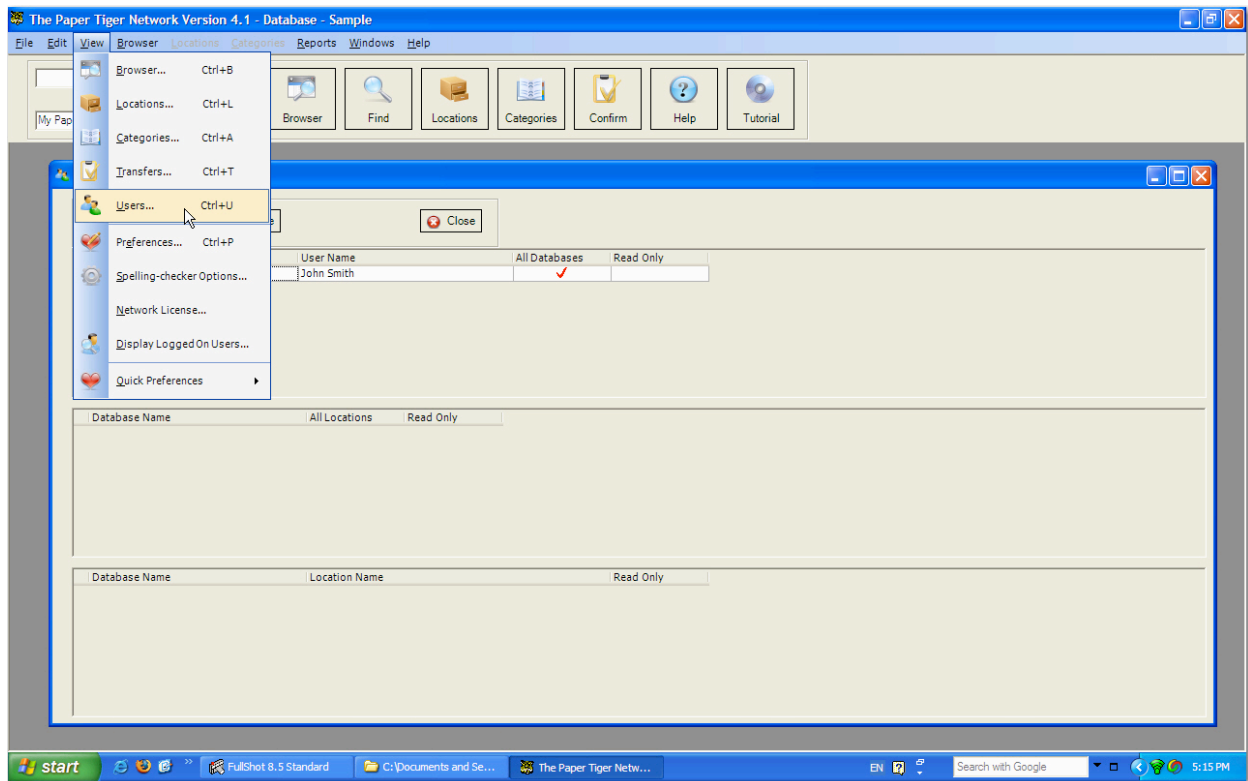 The Paper Tiger Network Version 4.1 - Database - Sample
File Edit View Browser Locations Categories Reports Windows Help
Browser... Ctrl+B
Locations... Ctrl+L
Categories... Ctrl+A
Transfers... Ctrl+T
Users... Ctrl+U
Preferences... Ctrl+P
Spelling-checker Options...
Network License...
Display Logged On Users...
Quick Preferences
Browser Find Locations Categories Confirm Help Tutorial
My Pap
Close
User Name All Databases Read Only
John Smith
Database Name All Locations Read Only
Database Name Location Name Read Only
start FullShot 8.5 Standard C:\Documents and Se... The Paper Tiger Netw... EN Search with Google 5:15 PM